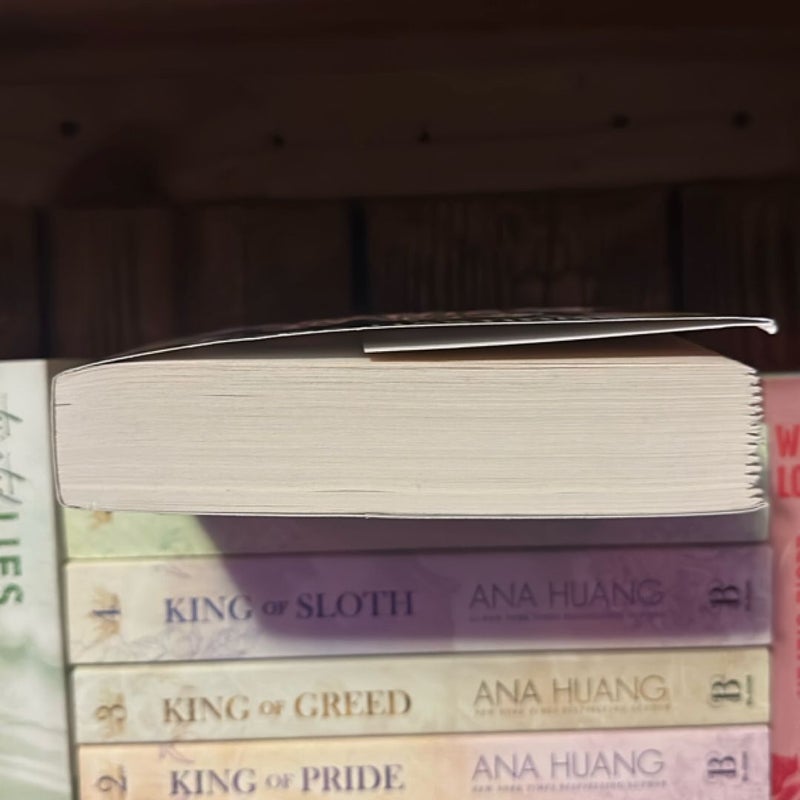 LIES
4 KING OF SLOTH ANA HUANG B
3 KING OF GREED ANA HUANG B
NEW YORK TIMES BESTSELLING AUTHOR
2 KING OF PRIDE ANA HUANG B
NEW YORK TIMES BESTSELLING AUTHOR